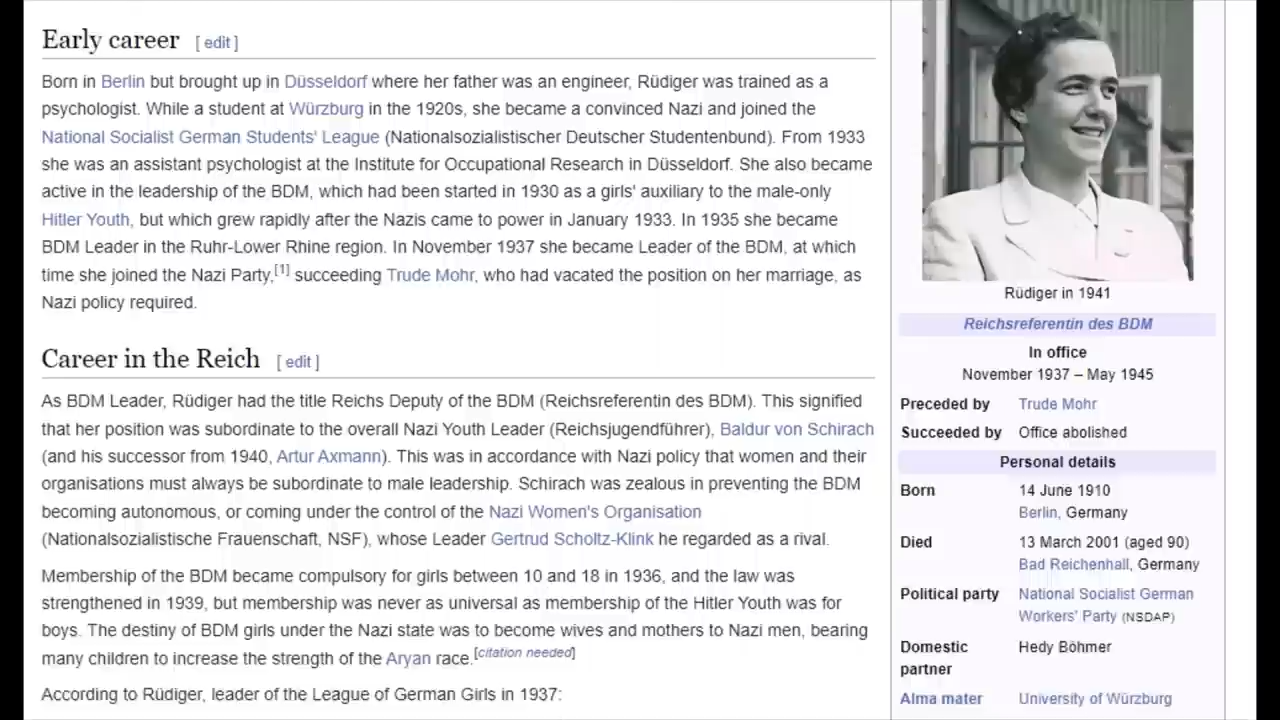 Early career [ edit ]
Born in Berlin but brought up in Düsseldorf where her father was an engineer, Rüdiger was trained as a
psychologist. While a student at Würzburg in the 1920s, she became a convinced Nazi and joined the
National Socialist German Students' League (Nationalsozialistischer Deutscher Studentenbund). From 1933
she was an assistant psychologist at the Institute for Occupational Research in Düsseldorf. She also became
active in the leadership of the BDM, which had been started in 1930 as a girls' auxiliary to the male-only
Hitler Youth, but which grew rapidly after the Nazis came to power in January 1933. In 1935 she became
BDM Leader in the Ruhr-Lower Rhine region. In November 1937 she became Leader of the BDM, at which
time she joined the Nazi Party,[1] succeeding Trude Mohr, who had vacated the position on her marriage, as
Nazi policy required.
Career in the Reich [ edit ]
As BDM Leader, Rüdiger had the title Reichs Deputy of the BDM (Reichsreferentin des BDM). This signified
that her position was subordinate to the overall Nazi Youth Leader (Reichsjugendführer), Baldur von Schirach
(and his successor from 1940, Artur Axmann). This was in accordance with Nazi policy that women and their
organisations must always be subordinate to male leadership. Schirach was zealous in preventing the BDM
becoming autonomous, or coming under the control of the Nazi Women's Organisation
(Nationalsozialistische Frauenschaft, NSF), whose Leader Gertrud Scholtz-Klink he regarded as a rival.
Membership of the BDM became compulsory for girls between 10 and 18 in 1936, and the law was
strengthened in 1939, but membership was never as universal as membership of the Hitler Youth was for
boys. The destiny of BDM girls under the Nazi state was to become wives and mothers to Nazi men, bearing
many children to increase the strength of the Aryan race.[citation needed]
According to Rüdiger, leader of the League of German Girls in 1937:
Rüdiger in 1941
Reichsreferentin des BDM
In office
November 1937 – May 1945
Preceded by Trude Mohr
Succeeded by Office abolished
Personal details
Born 14 June 1910
Berlin, Germany
Died 13 March 2001 (aged 90)
Bad Reichenhall, Germany
Political party National Socialist German
Workers' Party (NSDAP)
Domestic Hedy Böhmer
partner
Alma mater University of Würzburg